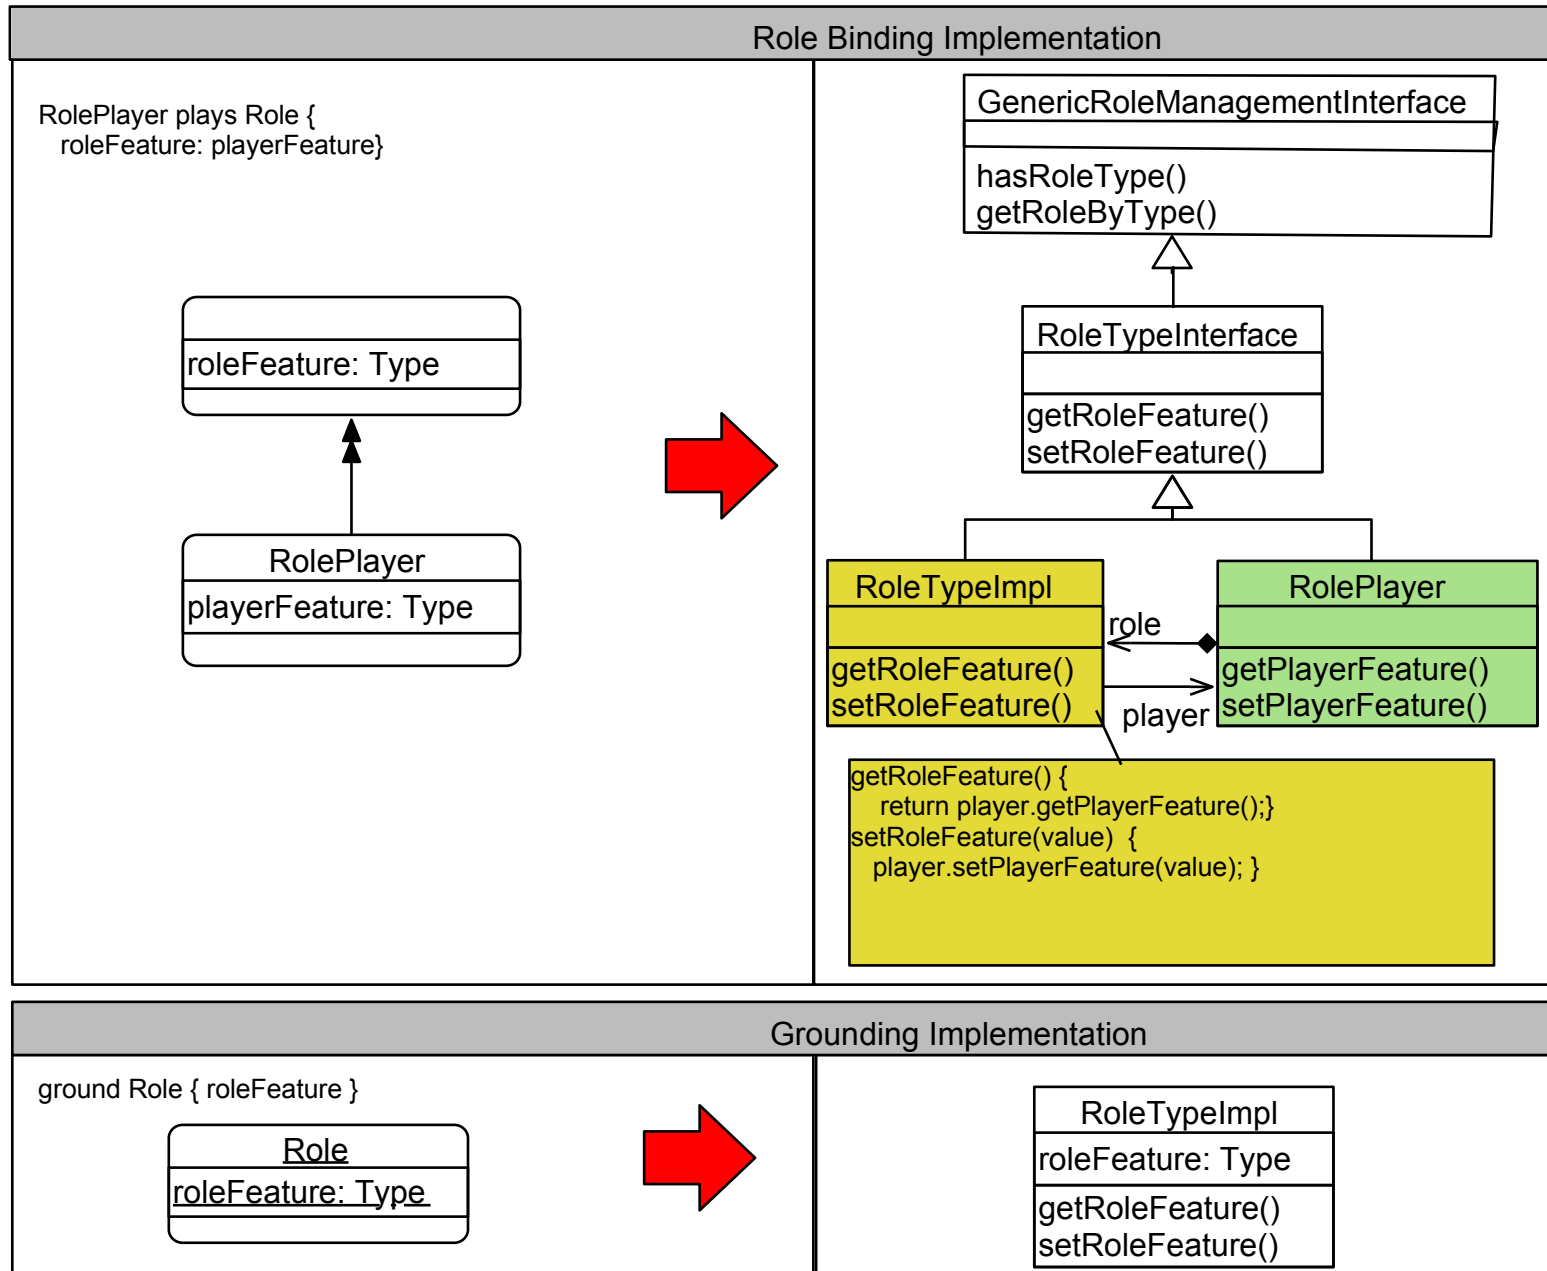 Role Binding Implementation
RolePlayer plays Role {
roleFeature: playerFeature}
roleFeature: Type
RolePlayer
playerFeature: Type
GenericRoleManagementInterface
hasRoleType()
getRoleByType()
RoleTypeInterface
getRoleFeature()
setRoleFeature()
RoleTypeImpl
getRoleFeature()
setRoleFeature()
role
player
RolePlayer
getPlayerFeature()
setPlayerFeature()
getRoleFeature() {
return player.getPlayerFeature();}
setRoleFeature(value) {
player.setPlayerFeature(value); }
Grounding Implementation
ground Role { roleFeature }
Role
roleFeature: Type
RoleTypeImpl
roleFeature: Type
getRoleFeature()
setRoleFeature()